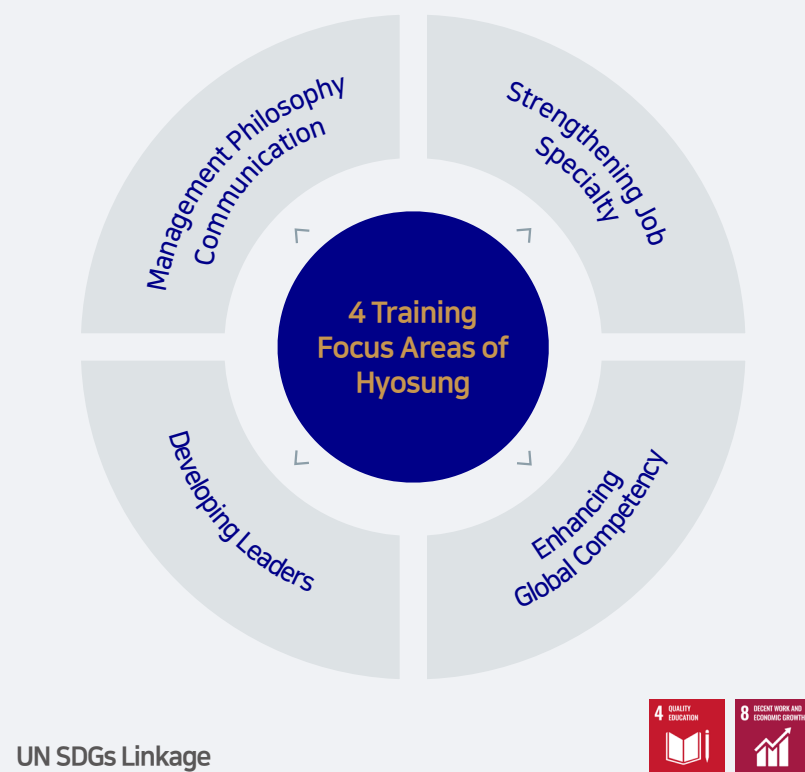 Management Philosophy
Communication
Strengthening Job
Specialty
4 Training
Focus Areas of
Hyosung
Developing Leaders
Enhancing
Global Competency
UN SDGs Linkage
4 QUALITY
EDUCATION
8 DECENT WORK AND
ECONOMIC GROWTH